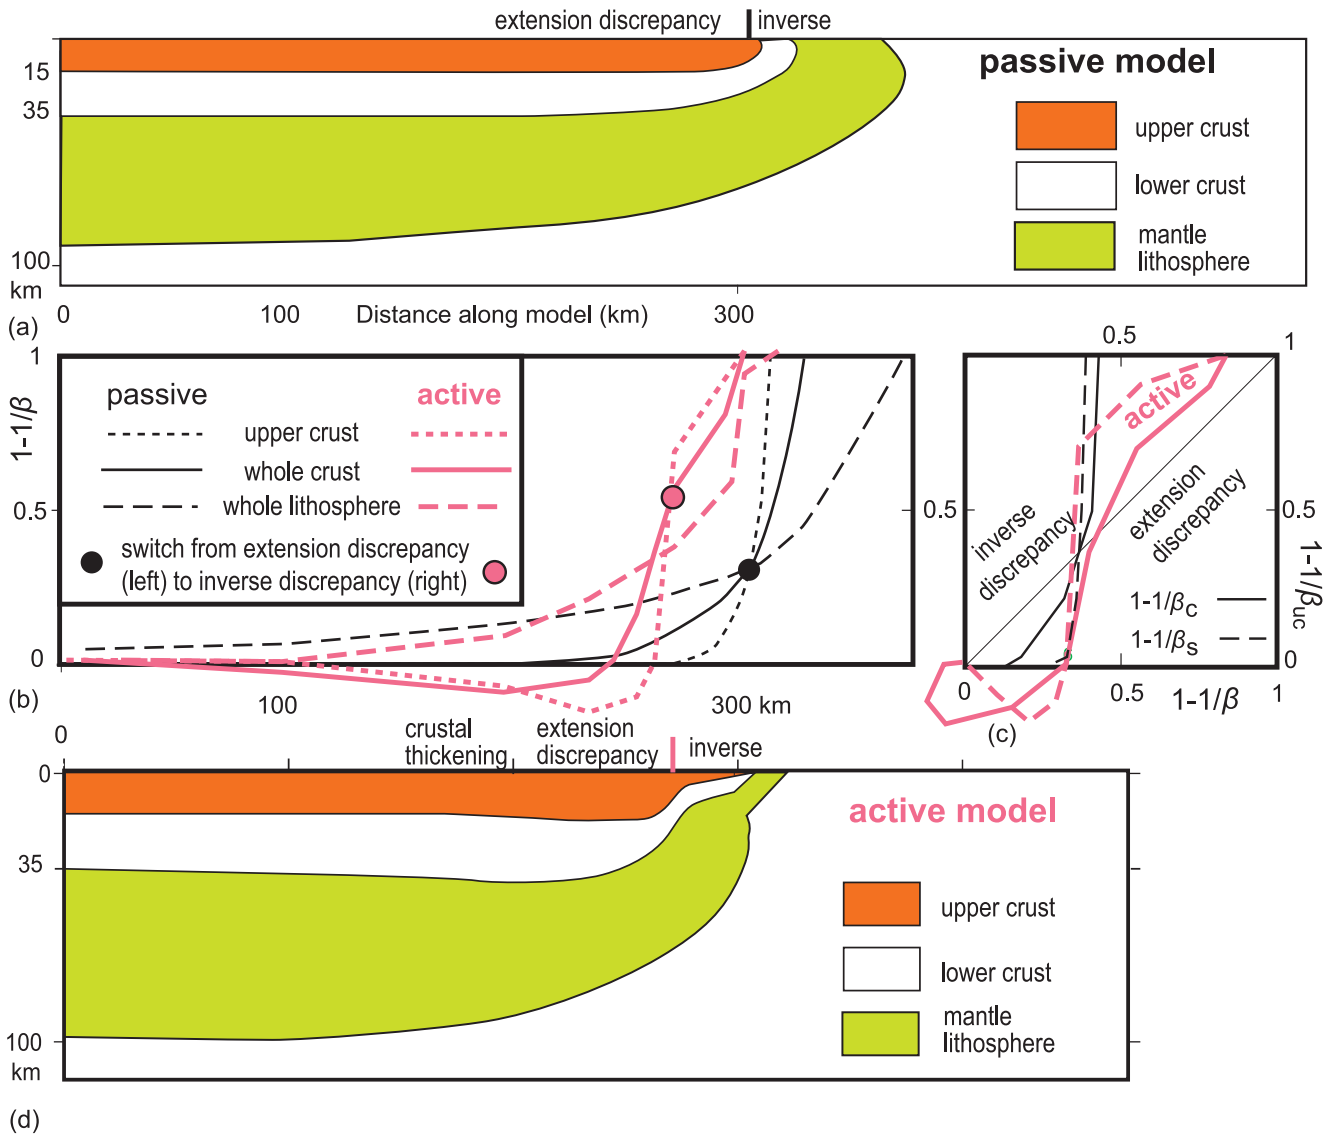 extension discrepancy inverse
passive model
15
35
100
km
upper crust
lower crust
mantle
lithosphere
(a)
0 100 Distance along model (km) 300
1
1-1/β
0.5
0
passive active
upper crust
whole crust
whole lithosphere
switch from extension discrepancy
(left) to inverse discrepancy (right)
(b)
100 300 km
0.5 1
active
0.5 0.5
inverse
discrepancy
extension
discrepancy
1-1/βuc
1-1/βc
1-1/βs
0
0 0.5 1-1/β 1
(c)
0
crustal
thickening
extension
discrepancy
inverse
0
35
100
km
active model
upper crust
lower crust
mantle
lithosphere
(d)